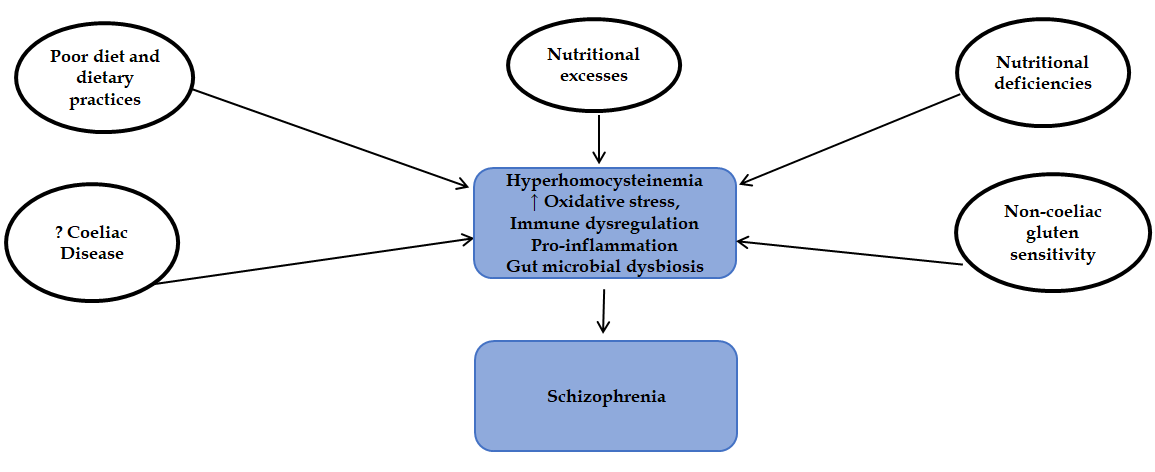 Poor diet and
dietary
practices
Nutritional
excesses
Nutritional
deficiencies
Hyperhomocysteinemia
↑ Oxidative stress,
Immune dysregulation
Pro-inflammation
Gut microbial dysbiosis
? Coeliac
Disease
Non-coeliac
gluten
sensitivity
Schizophrenia